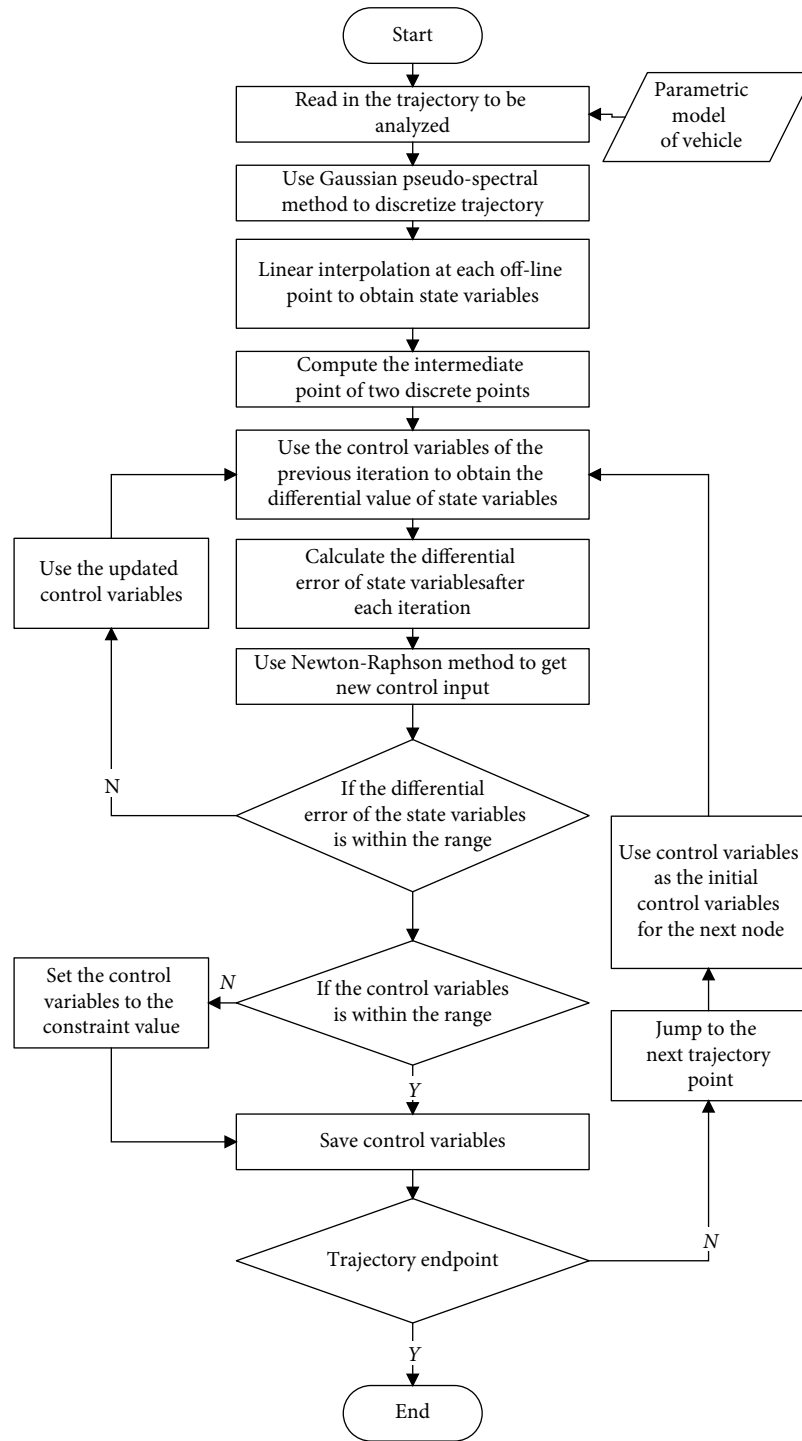 Start
Read in the trajectory to be
analyzed
Parametric
model
of vehicle
Use Gaussian pseudo-spectral
method to discretize trajectory
Linear interpolation at each off-line
point to obtain state variables
Compute the intermediate
point of two discrete points
Use the control variables of the
previous iteration to obtain the
differential value of state variables
Use the updated
control variables
Calculate the differential
error of state variablesafter
each iteration
Use Newton-Raphson method to get
new control input
N
If the differential
error of the state variables
is within the range
Use control variables
as the initial
control variables
for the next node
Set the control
variables to the
constraint value
N
If the control variables
is within the range
Jump to the
next trajectory
point
Y
Save control variables
Trajectory endpoint
N
Y
End